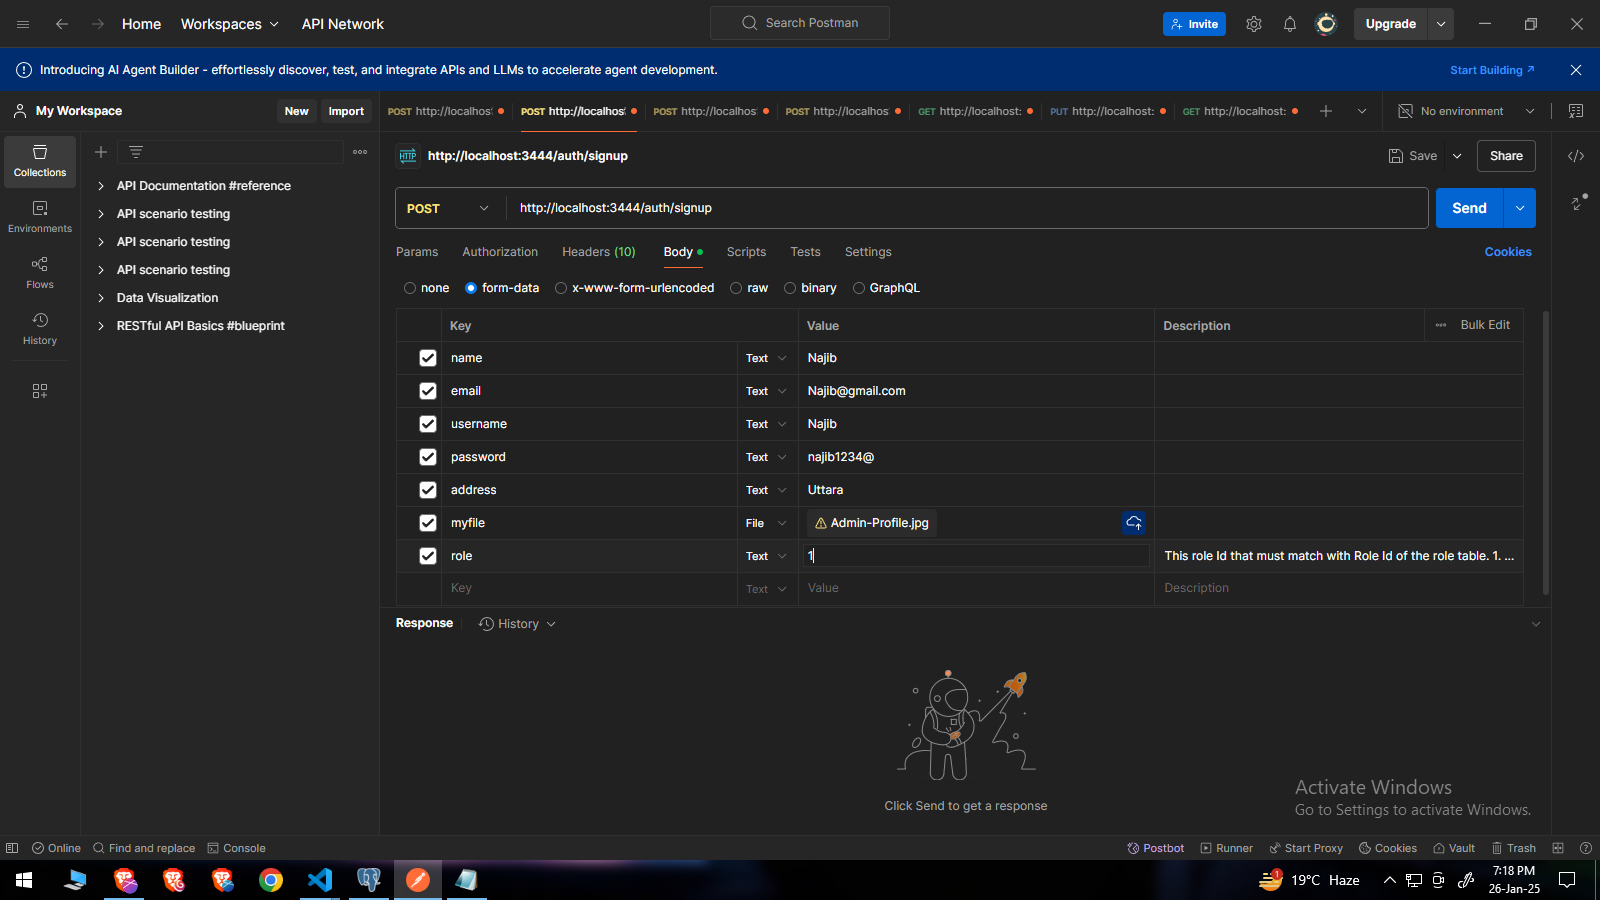 Home Workspaces API Network Search Postman Invite Upgrade
Introducing AI Agent Builder - effortlessly discover, test, and integrate APIs and LLMs to accelerate agent development. Start Building
My Workspace New Import POST http://localhost POST http://localhost POST http://localhos POST http://localhos GET http://localhost: PUT http://localhost: GET http://localhost: No environment
HTTP http://localhost:3444/auth/signup Save Share
Collections
API Documentation #reference
API scenario testing
API scenario testing
API scenario testing
Data Visualization
RESTful API Basics #blueprint
Environments
Flows
History
POST http://localhost:3444/auth/signup Send
Params Authorization Headers (10) Body Scripts Tests Settings Cookies
none form-data x-www-form-urlencoded raw binary GraphQL
Key Value Description Bulk Edit
name Text Najib
email Text Najib@gmail.com
username Text Najib
password Text najib1234@
address Text Uttara
myfile File Admin-Profile.jpg
role Text 1 This role Id that must match with Role Id of the role table. 1. ...
Key Text Value Description
Response History
Click Send to get a response
Activate Windows
Go to Settings to activate Windows.
Online Find and replace Console Postbot Runner Start Proxy Cookies Vault Trash
1 19°C Haze 7:18 PM
26-Jan-25